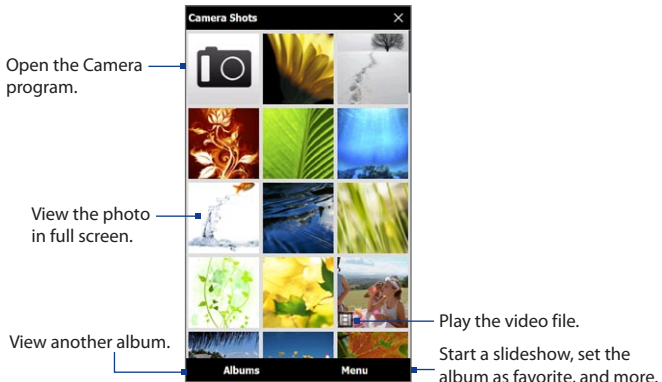 Camera Shots
Open the Camera
program.
View the photo
in full screen.
Play the video file.
View another album.
Start a slideshow, set the
album as favorite, and more.
Albums
Menu